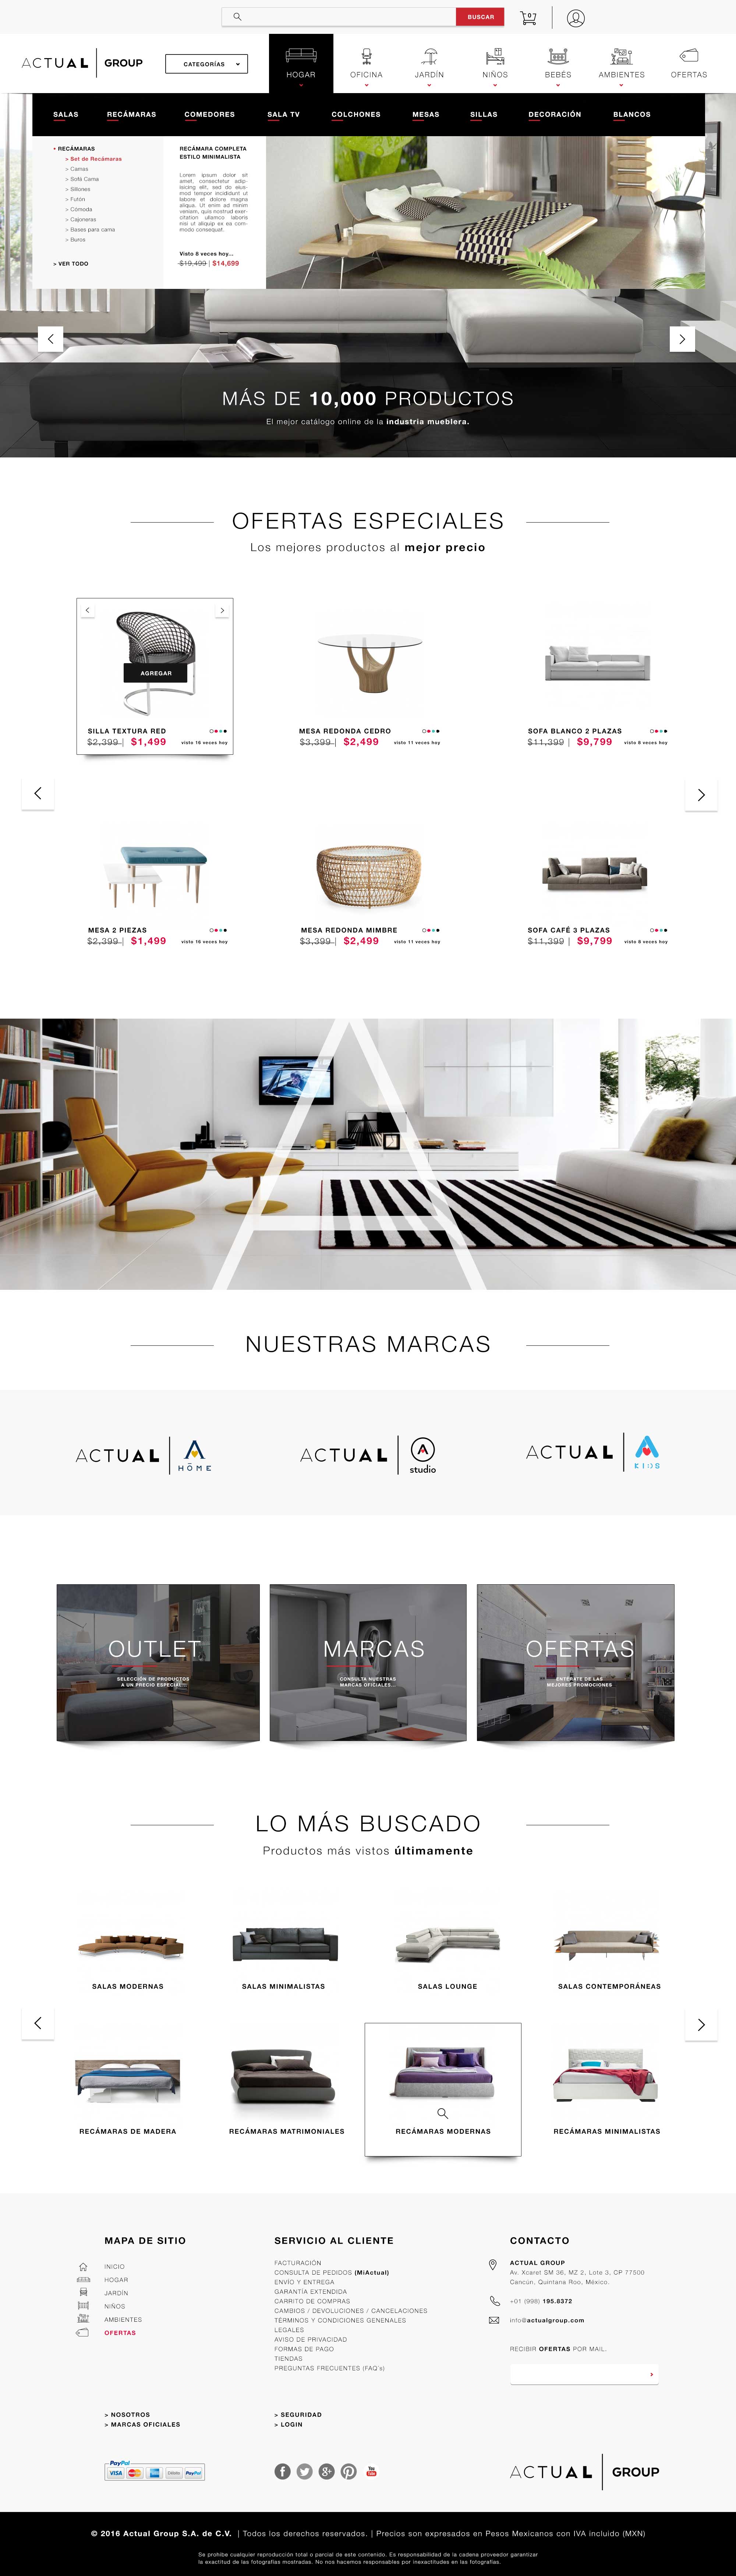 BUSCAR
0
ACTUAL | GROUP
CATEGORÍAS
HOGAR
OFICINA
JARDÍN
NIÑOS
BEBÉS
AMBIENTES
OFERTAS
SALAS
RECÁMARAS
COMEDORES
SALA TV
COLCHONES
MESAS
SILLAS
DECORACIÓN
BLANCOS
RECÁMARAS
> Set de Recámaras
> Camas
> Sofá Cama
> Sillones
> Futón
> Cómoda
> Cajoneras
> Bases para cama
> Buros
> VER TODO
RECÁMARA COMPLETA
ESTILO MINIMALISTA
Lorem ipsum dolor sit
amet, consectetur adip-
isicing elit, sed do eius-
mod tempor incididunt ut
labore et dolore magna
aliqua. Ut enim ad minim
veniam, quis nostrud exer-
citation ullamco laboris
nisi ut aliquip ex ea com-
modo consequat.
Visto 8 veces hoy...
$19,499 | $14,699
MÁS DE 10,000 PRODUCTOS
El mejor catálogo online de la industria mueblera.
OFERTAS ESPECIALES
Los mejores productos al mejor precio
AGREGAR
SILLA TEXTURA RED
$2,399 | $1,499 visto 16 veces hoy
MESA REDONDA CEDRO
$3,399 | $2,499 visto 11 veces hoy
SOFA BLANCO 2 PLAZAS
$11,399 | $9,799 visto 8 veces hoy
MESA 2 PIEZAS
$2,399 | $1,499 visto 16 veces hoy
MESA REDONDA MIMBRE
$3,399 | $2,499 visto 11 veces hoy
SOFA CAFÉ 3 PLAZAS
$11,399 | $9,799 visto 8 veces hoy
A
NUESTRAS MARCAS
ACTUAL | HŌME
ACTUAL | A studio
ACTUAL | KIDS
OUTLET
SELECCIÓN DE PRODUCTOS
A UN PRECIO ESPECIAL...
MARCAS
CONSULTA NUESTRAS
MARCAS OFICIALES...
OFERTAS
ENTÉRATE DE LAS
MEJORES PROMOCIONES
LO MÁS BUSCADO
Productos más vistos últimamente
SALAS MODERNAS
SALAS MINIMALISTAS
SALAS LOUNGE
SALAS CONTEMPORÁNEAS
RECÁMARAS DE MADERA
RECÁMARAS MATRIMONIALES
RECÁMARAS MODERNAS
RECÁMARAS MINIMALISTAS
MAPA DE SITIO
INICIO
HOGAR
JARDÍN
NIÑOS
AMBIENTES
OFERTAS
> NOSOTROS
> MARCAS OFICIALES
SERVICIO AL CLIENTE
FACTURACIÓN
CONSULTA DE PEDIDOS (MiActual)
ENVÍO Y ENTREGA
GARANTÍA EXTENDIDA
CARRITO DE COMPRAS
CAMBIOS / DEVOLUCIONES / CANCELACIONES
TÉRMINOS Y CONDICIONES GENENALES
LEGALES
AVISO DE PRIVACIDAD
FORMAS DE PAGO
TIENDAS
PREGUNTAS FRECUENTES (FAQ's)
> SEGURIDAD
> LOGIN
CONTACTO
ACTUAL GROUP
Av. Xcaret SM 36, MZ 2, Lote 3, CP 77500
Cancún, Quintana Roo, México.
+01 (998) 195.8372
info@actualgroup.com
RECIBIR OFERTAS POR MAIL.
PayPal
VISA
Débito
PayPal
You Tube
ACTUAL | GROUP
© 2016 Actual Group S.A. de C.V. | Todos los derechos reservados. | Precios son expresados en Pesos Mexicanos con IVA incluido (MXN)
Se prohíbe cualquier reproducción total o parcial de este contenido. Es responsabilidad de la cadena proveedor garantizar
la exactitud de las fotografías mostradas. No nos hacemos responsables por inexactitudes en las fotografías.